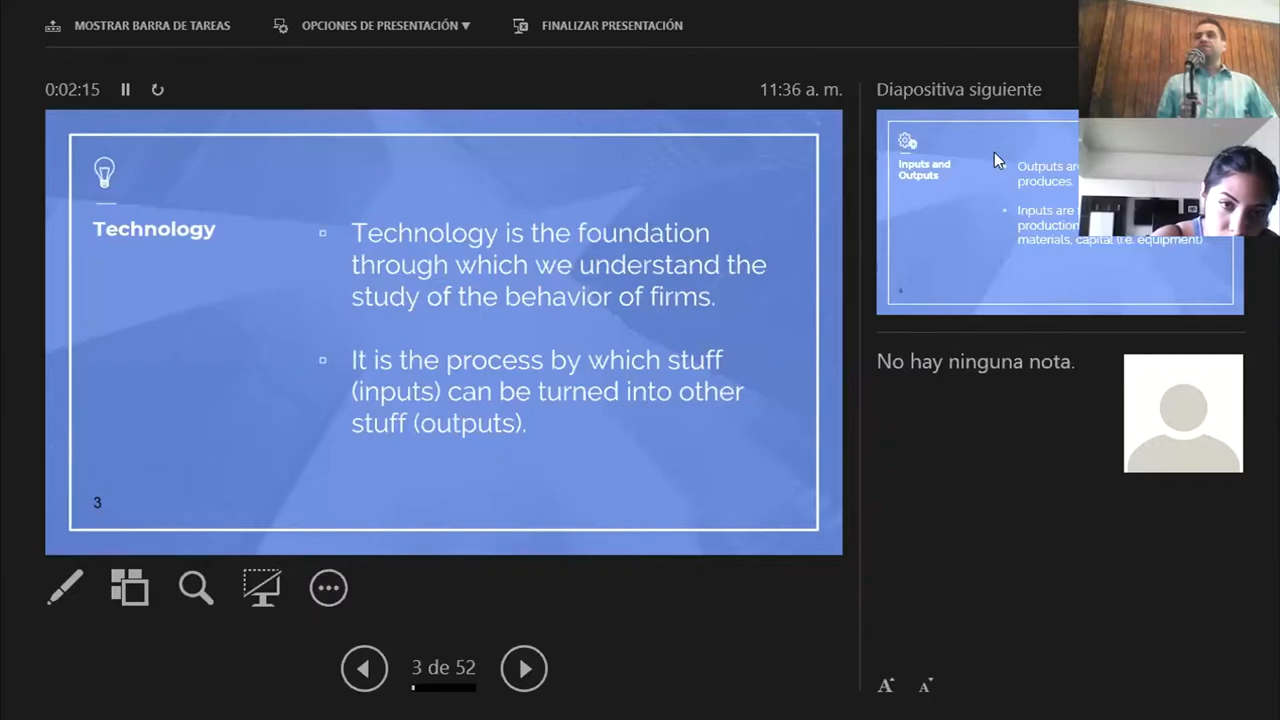 MOSTRAR BARRA DE TAREAS
OPCIONES DE PRESENTACIÓN ▼
FINALIZAR PRESENTACIÓN
0:02:15
11:36 a. m.
Technology
Technology is the foundation
through which we understand the
study of the behavior of firms.
It is the process by which stuff
(inputs) can be turned into other
stuff (outputs).
3
3 de 52
Diapositiva siguiente
Inputs and
Outputs
Outputs
produces.
Inputs are
production
materials, capital (i.e. equipment)
No hay ninguna nota.
A A